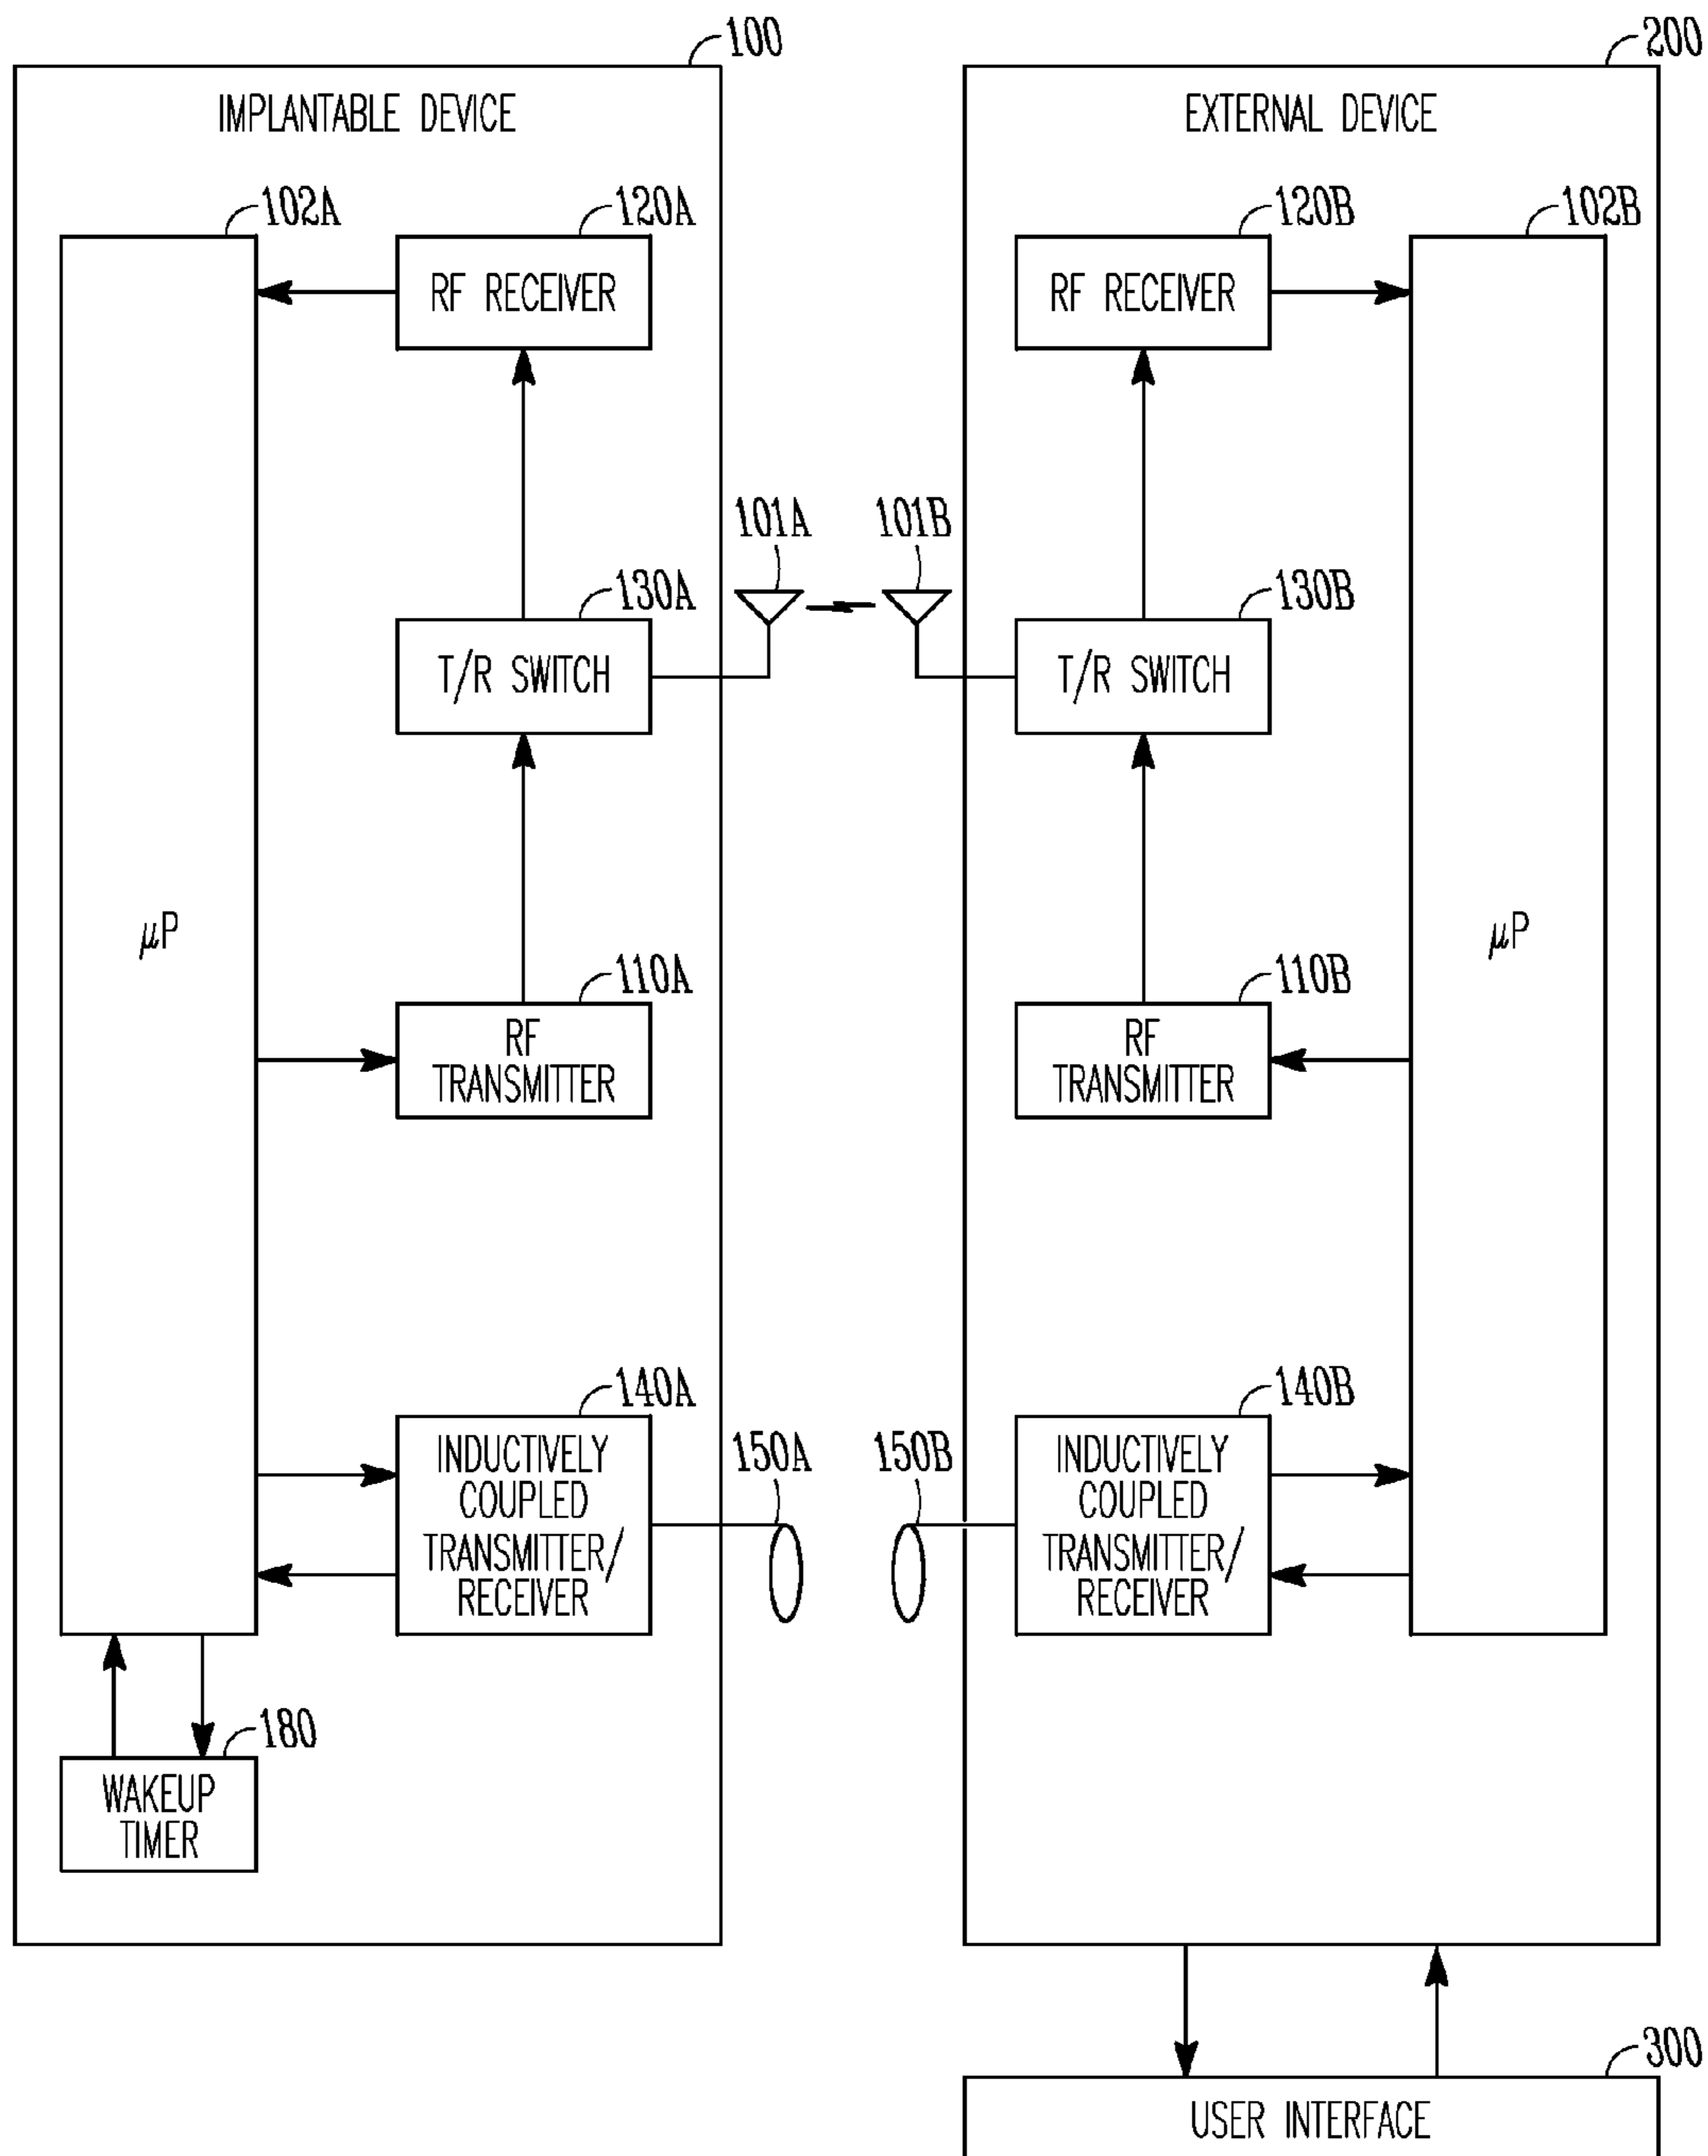 100
200
IMPLANTABLE DEVICE
EXTERNAL DEVICE
102A
120A
120B
102B
RF RECEIVER
RF RECEIVER
101A
101B
130A
130B
T/R SWITCH
T/R SWITCH
μP
μP
110A
110B
RF
TRANSMITTER
RF
TRANSMITTER
140A
140B
150A
150B
INDUCTIVELY
COUPLED
TRANSMITTER/
RECEIVER
INDUCTIVELY
COUPLED
TRANSMITTER/
RECEIVER
180
WAKEUP
TIMER
300
USER INTERFACE